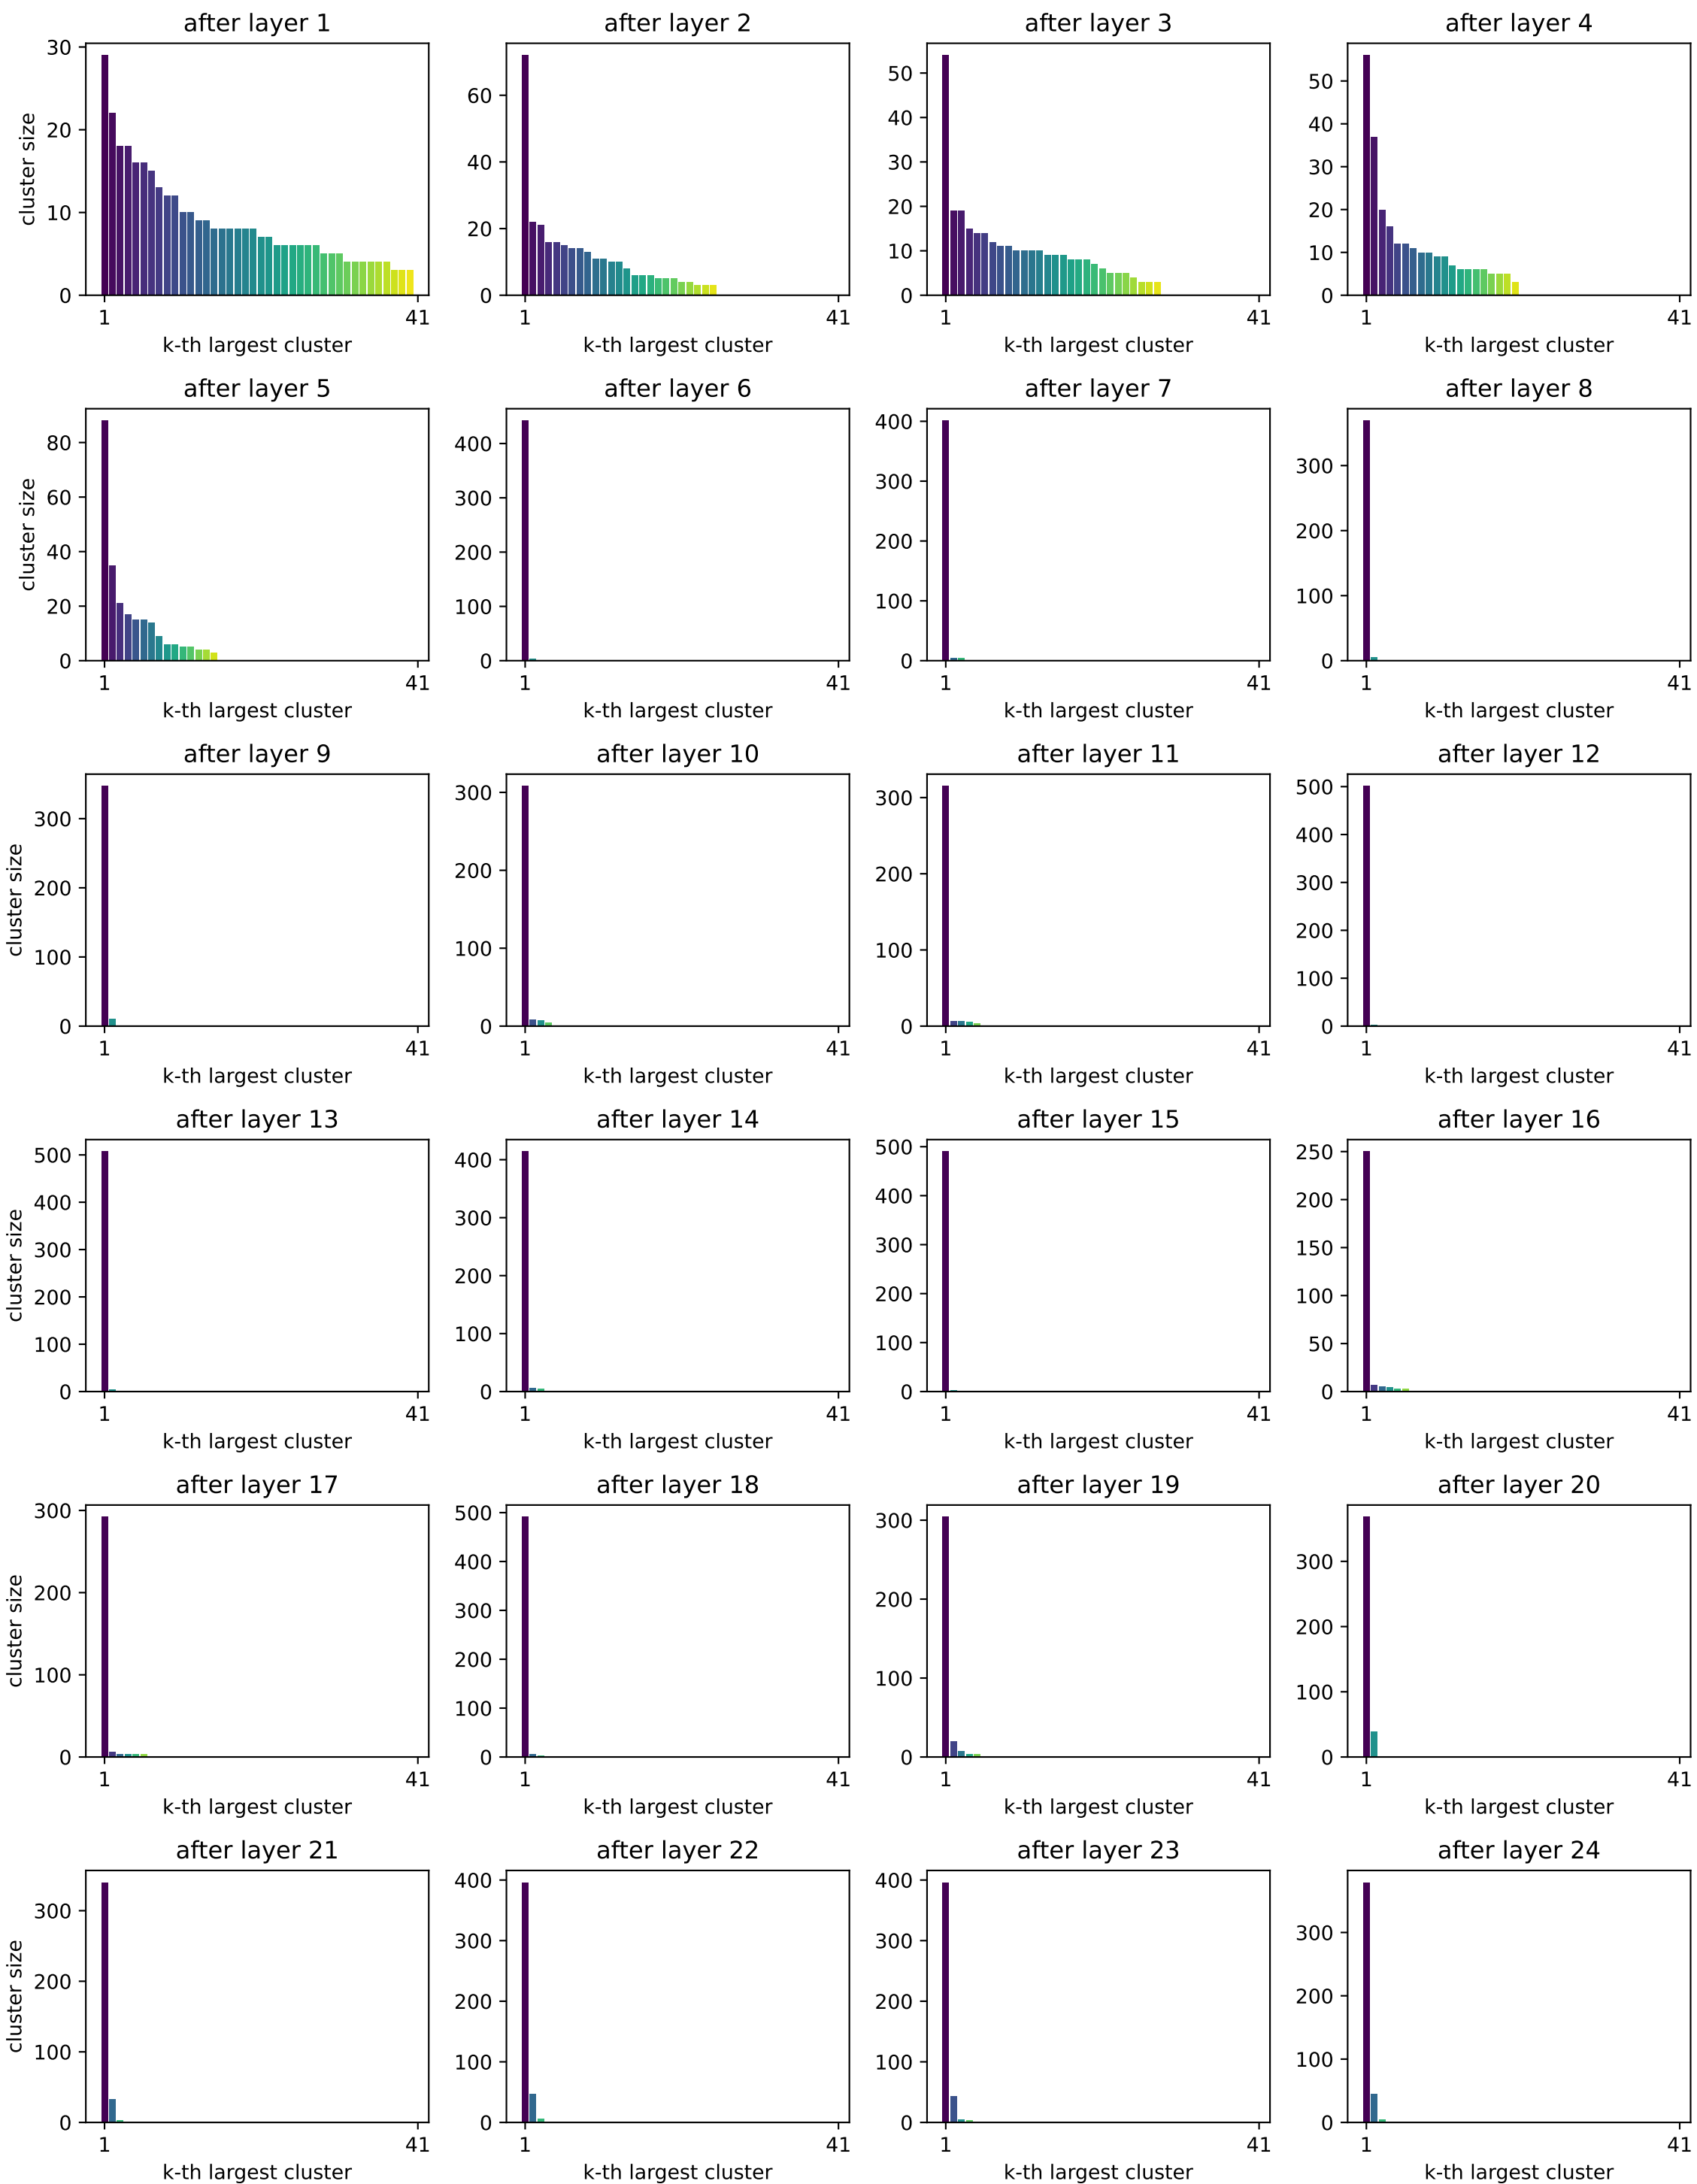 after layer 1
30
20
10
0
cluster size
1 41
k-th largest cluster
after layer 2
60
40
20
0
1 41
k-th largest cluster
after layer 3
50
40
30
20
10
0
1 41
k-th largest cluster
after layer 4
50
40
30
20
10
0
1 41
k-th largest cluster
after layer 5
80
60
40
20
0
cluster size
1 41
k-th largest cluster
after layer 6
400
300
200
100
0
1 41
k-th largest cluster
after layer 7
400
300
200
100
0
1 41
k-th largest cluster
after layer 8
300
200
100
0
1 41
k-th largest cluster
after layer 9
300
200
100
0
cluster size
1 41
k-th largest cluster
after layer 10
300
200
100
0
1 41
k-th largest cluster
after layer 11
300
200
100
0
1 41
k-th largest cluster
after layer 12
500
400
300
200
100
0
1 41
k-th largest cluster
after layer 13
500
400
300
200
100
0
cluster size
1 41
k-th largest cluster
after layer 14
400
300
200
100
0
1 41
k-th largest cluster
after layer 15
500
400
300
200
100
0
1 41
k-th largest cluster
after layer 16
250
200
150
100
50
0
1 41
k-th largest cluster
after layer 17
300
200
100
0
cluster size
1 41
k-th largest cluster
after layer 18
500
400
300
200
100
0
1 41
k-th largest cluster
after layer 19
300
200
100
0
1 41
k-th largest cluster
after layer 20
300
200
100
0
1 41
k-th largest cluster
after layer 21
300
200
100
0
cluster size
1 41
k-th largest cluster
after layer 22
400
300
200
100
0
1 41
k-th largest cluster
after layer 23
400
300
200
100
0
1 41
k-th largest cluster
after layer 24
300
200
100
0
1 41
k-th largest cluster